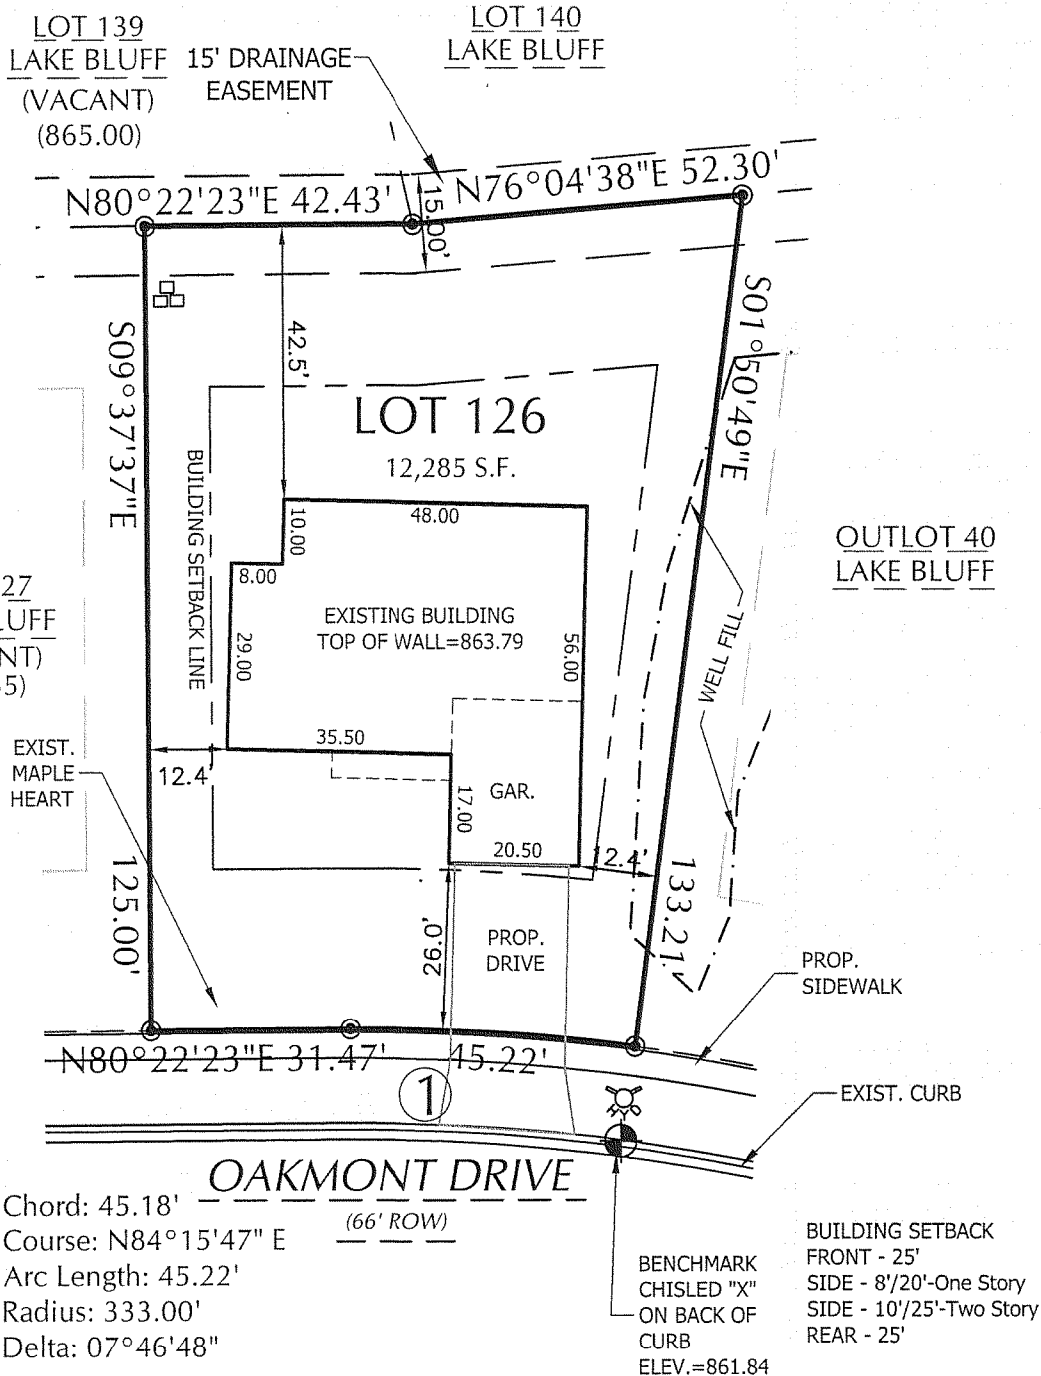 LOT 139
LAKE BLUFF
(VACANT)
(865.00)
15' DRAINAGE
EASEMENT
LOT 140
LAKE BLUFF
N80°22'23"E 42.43'
N76°04'38"E 52.30'
15.00'
S09°37'37"E
125.00'
42.5'
S01°50'49"E
133.21'
LOT 126
12,285 S.F.
BUILDING SETBACK LINE
48.00
10.00
8.00
29.00
EXISTING BUILDING
TOP OF WALL=863.79
56.00
35.50
17.00
GAR.
20.50
12.4'
12.4'
26.0'
PROP.
DRIVE
WELL FILL
OUTLOT 40
LAKE BLUFF
27
LUFF
NT)
5)
EXIST.
MAPLE
HEART
PROP.
SIDEWALK
N80°22'23"E 31.47'
45.22'
1
EXIST. CURB
OAKMONT DRIVE
(66' ROW)
Chord: 45.18'
Course: N84°15'47" E
Arc Length: 45.22'
Radius: 333.00'
Delta: 07°46'48"
BENCHMARK
CHISLED "X"
ON BACK OF
CURB
ELEV.=861.84
BUILDING SETBACK
FRONT - 25'
SIDE - 8'/20'-One Story
SIDE - 10'/25'-Two Story
REAR - 25'